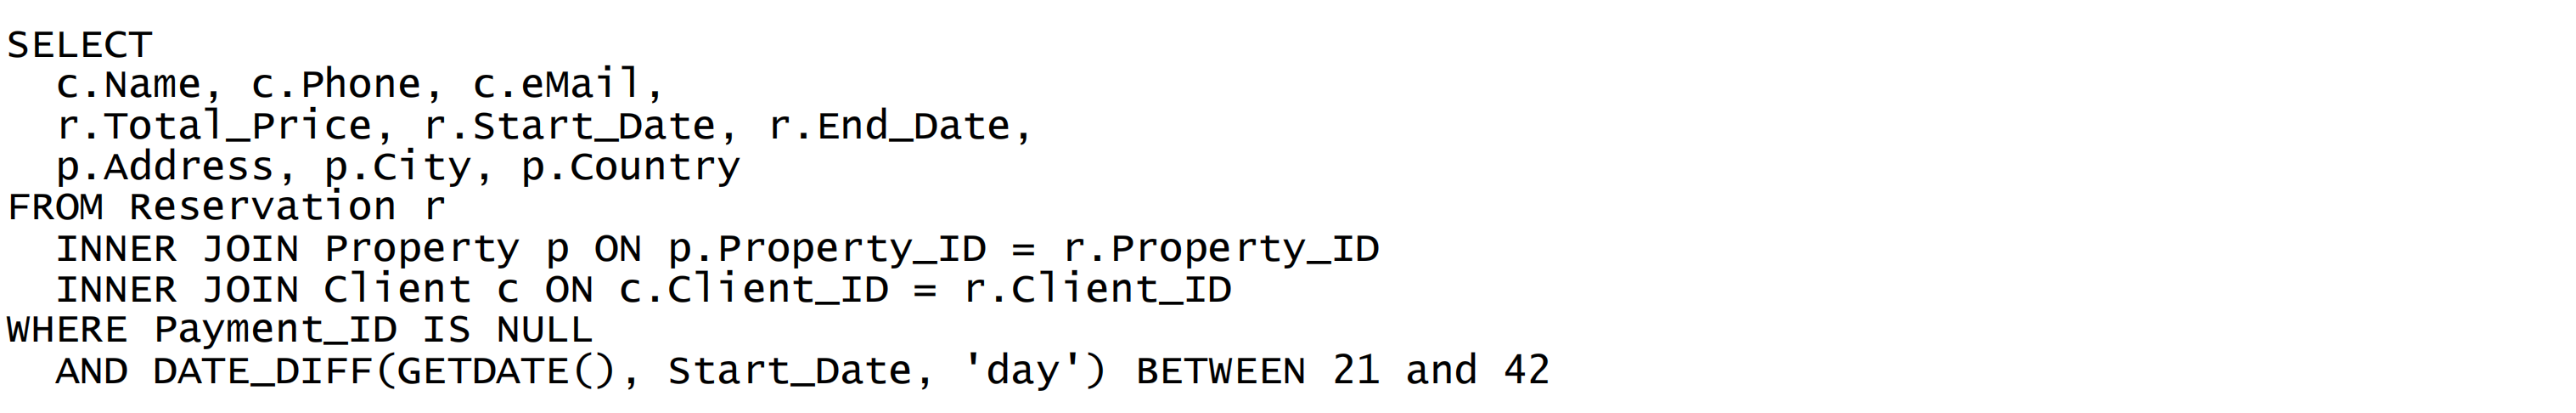 SELECT
  c.Name, c.Phone, c.eMail,
  r.Total_Price, r.Start_Date, r.End_Date,
  p.Address, p.City, p.Country
FROM Reservation r
  INNER JOIN Property p ON p.Property_ID = r.Property_ID
  INNER JOIN Client c ON c.Client_ID = r.Client_ID
WHERE Payment_ID IS NULL
  AND DATE_DIFF(GETDATE(), Start_Date, 'day') BETWEEN 21 and 42